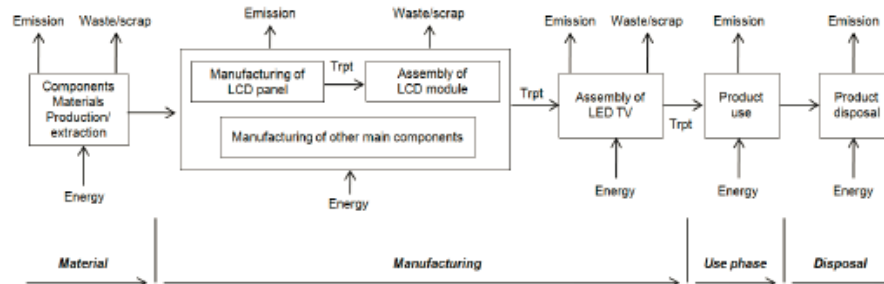 Emission
Waste/scrap
Emission
Waste/scrap
Emission
Waste/scrap
Emission
Emission
Components
Materials
Production/
extraction
Manufacturing of
LCD panel
Trpt
Assembly of
LCD module
Manufacturing of other main components
Trpt
Assembly of
LED TV
Trpt
Product
use
Product
disposal
Energy
Energy
Energy
Energy
Energy
Material
Manufacturing
Use phase
Disposal